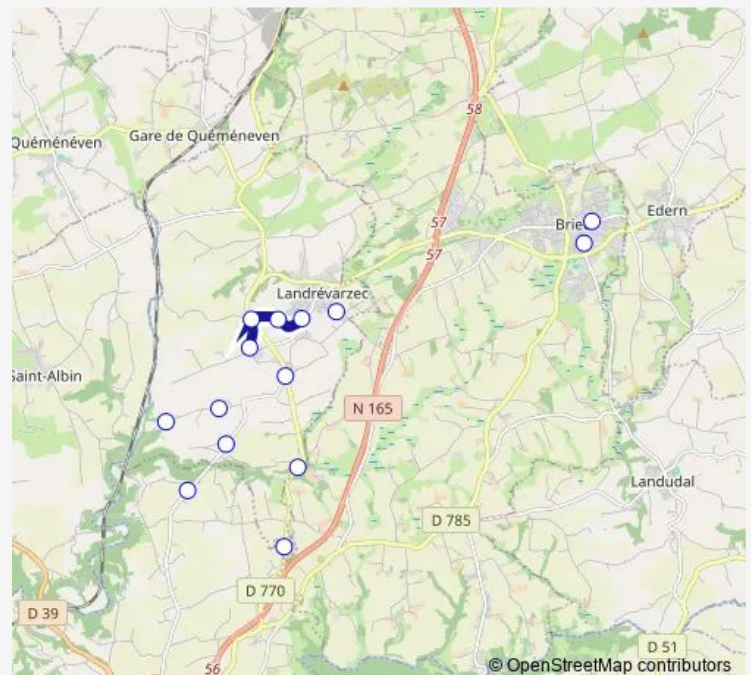 58
Quéménéven
Gare de Quéménéven
57
57
Brie
Edern
Landrévarzec
Saint-Albin
N 165
Landudal
D 785
D 770
D 39
D 51
56
© OpenStreetMap contributors